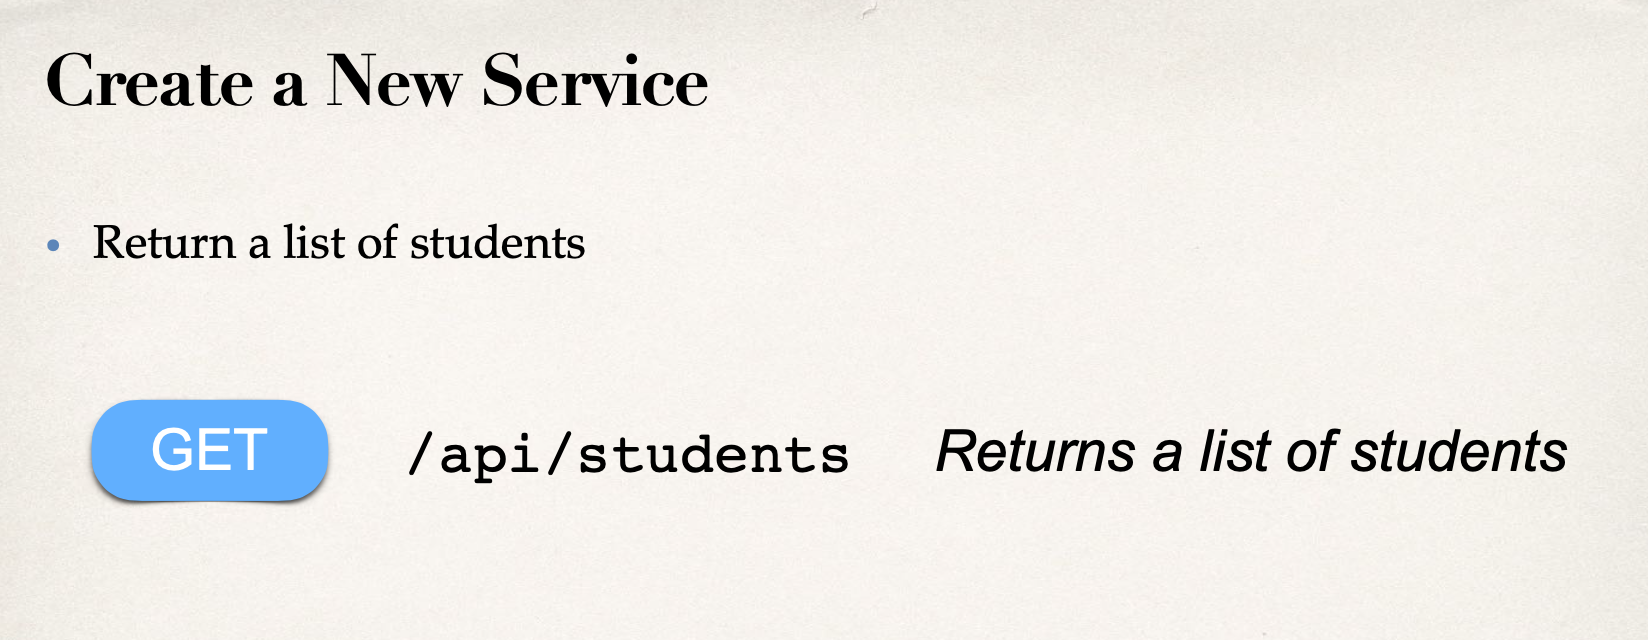 Create a New Service
• Return a list of students
GET /api/students Returns a list of students